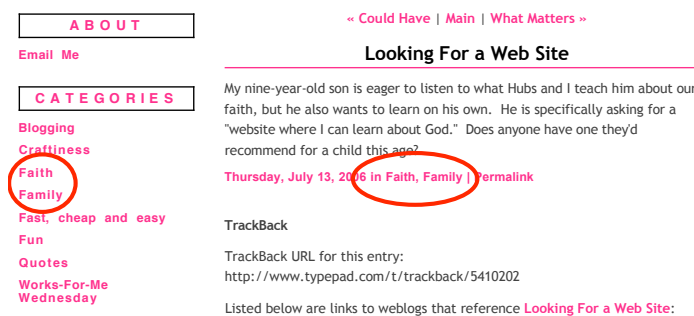 ABOUT
Email Me
CATEGORIES
Blogging
Craftiness
Faith
Family
Fast, cheap and easy
Fun
Quotes
Works-For-Me
Wednesday
« Could Have | Main | What Matters »
Looking For a Web Site
My nine-year-old son is eager to listen to what Hubs and I teach him about our
faith, but he also wants to learn on his own. He is specifically asking for a
"website where I can learn about God." Does anyone have one they'd
recommend for a child this age?
Thursday, July 13, 2006 in Faith, Family | Permalink
TrackBack
TrackBack URL for this entry:
http://www.typepad.com/t/trackback/5410202
Listed below are links to weblogs that reference Looking For a Web Site: